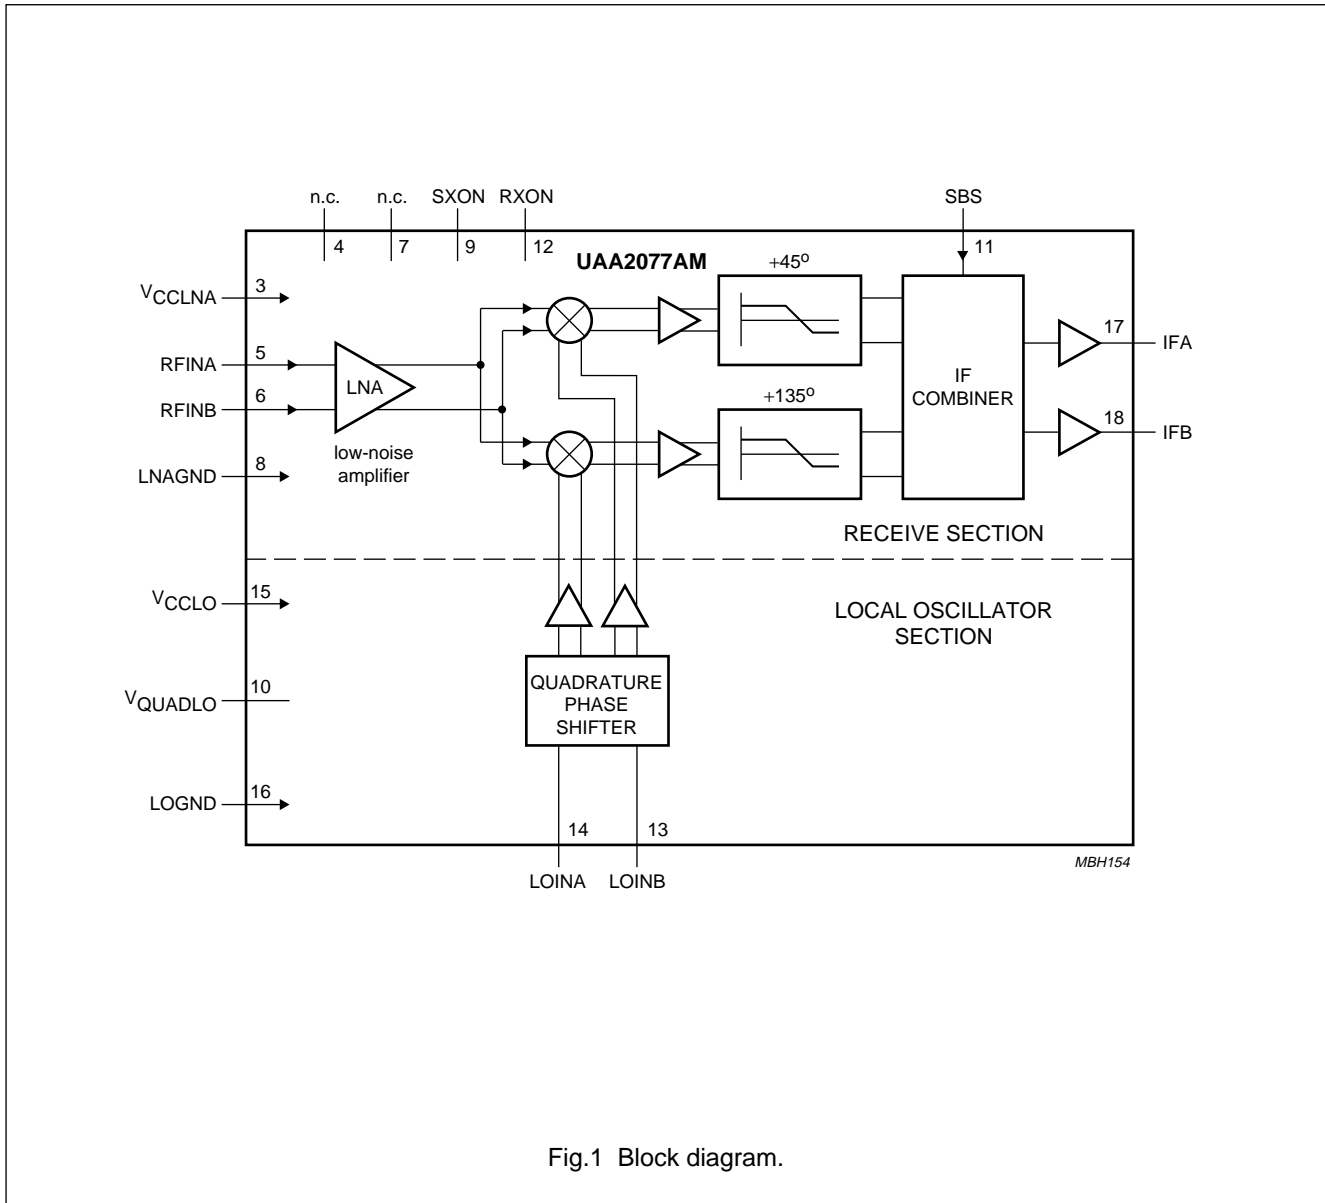 n.c. n.c. SXON RXON SBS
4 7 9 12 11
UAA2077AM
+45o
VCCLNA 3
RFINA 5
RFINB 6
LNAGND 8
LNA
low-noise
amplifier
+135o
IF
COMBINER
17 IFA
18 IFB
RECEIVE SECTION
VCCLO 15
VQUADLO 10
LOGND 16
LOCAL OSCILLATOR
SECTION
QUADRATURE
PHASE
SHIFTER
14 13
LOINA LOINB
MBH154
Fig.1 Block diagram.